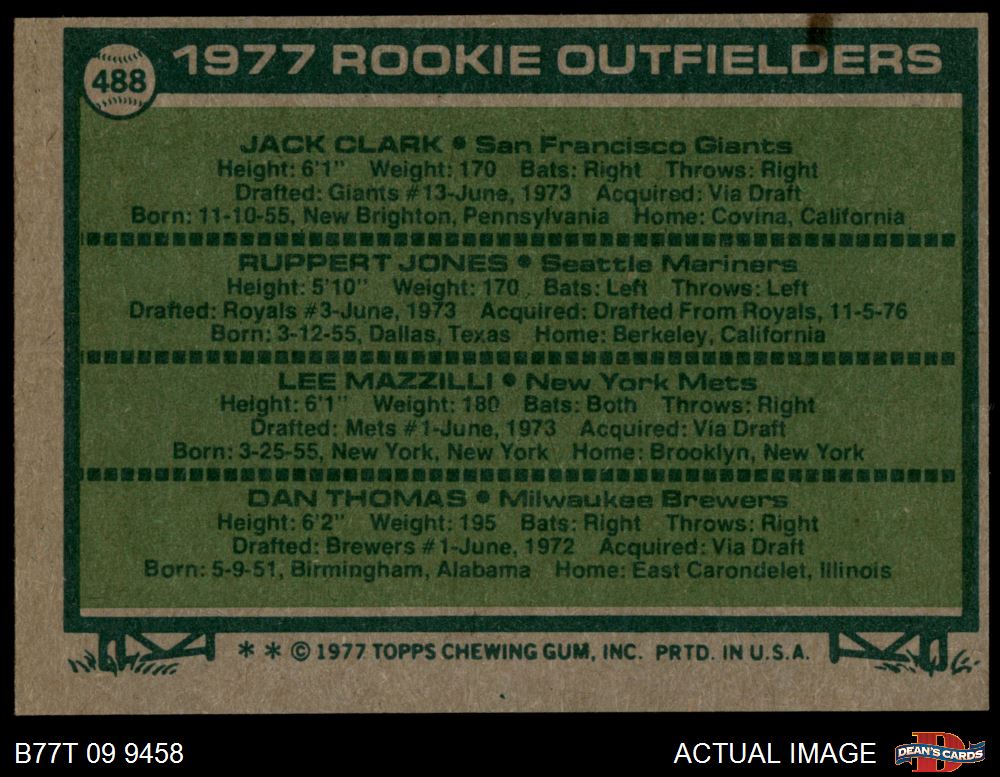 488
1977 ROOKIE OUTFIELDERS
JACK CLARK • San Francisco Giants
Height: 6'1" Weight: 170 Bats: Right Throws: Right
Drafted: Giants #13-June, 1973 Acquired: Via Draft
Born: 11-10-55, New Brighton, Pennsylvania Home: Covina, California
RUPPERT JONES • Seattle Mariners
Height: 5'10" Weight: 170 Bats: Left Throws: Left
Drafted: Royals #3-June, 1973 Acquired: Drafted From Royals, 11-5-76
Born: 3-12-55, Dallas, Texas Home: Berkeley, California
LEE MAZZILLI • New York Mets
Height: 6'1" Weight: 180 Bats: Both Throws: Right
Drafted: Mets #1-June, 1973 Acquired: Via Draft
Born: 3-25-55, New York, New York Home: Brooklyn, New York
DAN THOMAS • Milwaukee Brewers
Height: 6'2" Weight: 195 Bats: Right Throws: Right
Drafted: Brewers #1-June, 1972 Acquired: Via Draft
Born: 5-9-51, Birmingham, Alabama Home: East Carondelet, Illinois
* * © 1977 TOPPS CHEWING GUM, INC. PRTD. IN U.S.A.
B77T 09 9458
ACTUAL IMAGE
D
DEAN'S CARDS